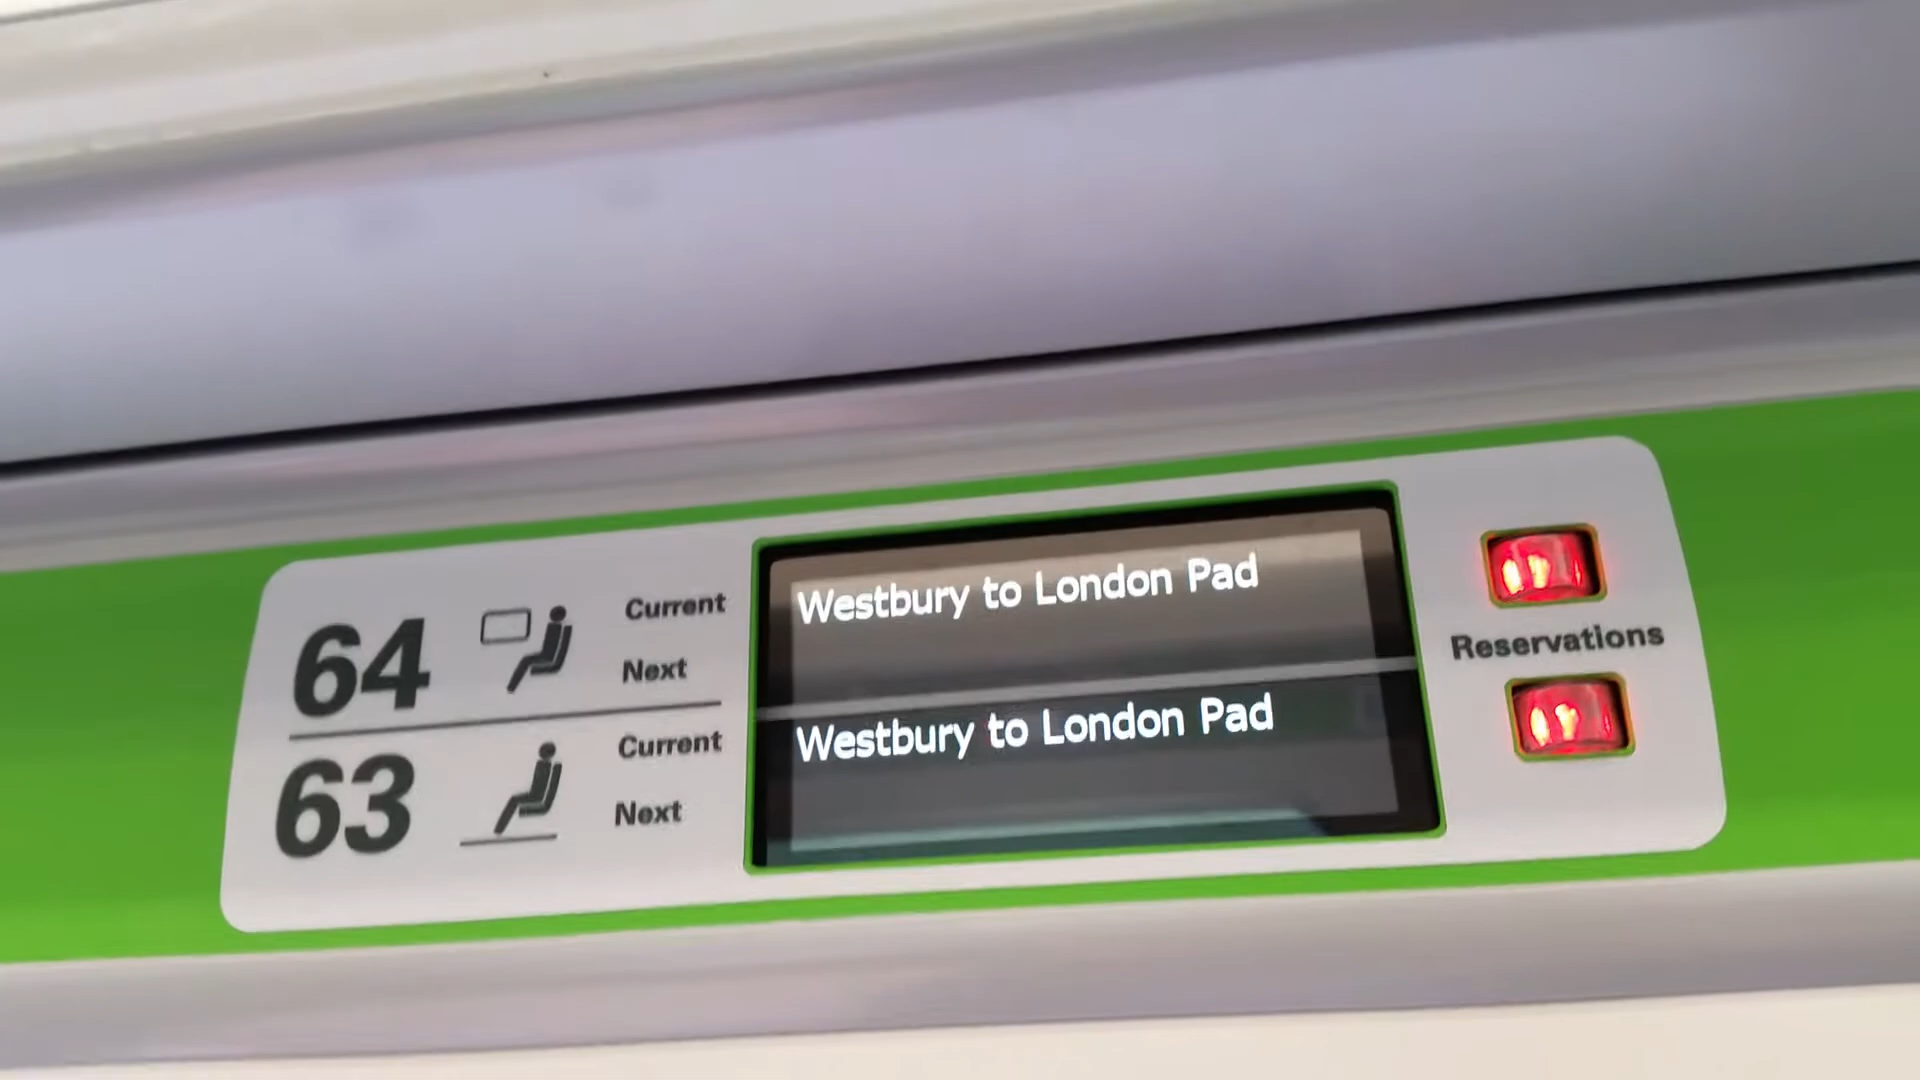 64 Current Westbury to London Pad
Next
Reservations
63 Current Westbury to London Pad
Next